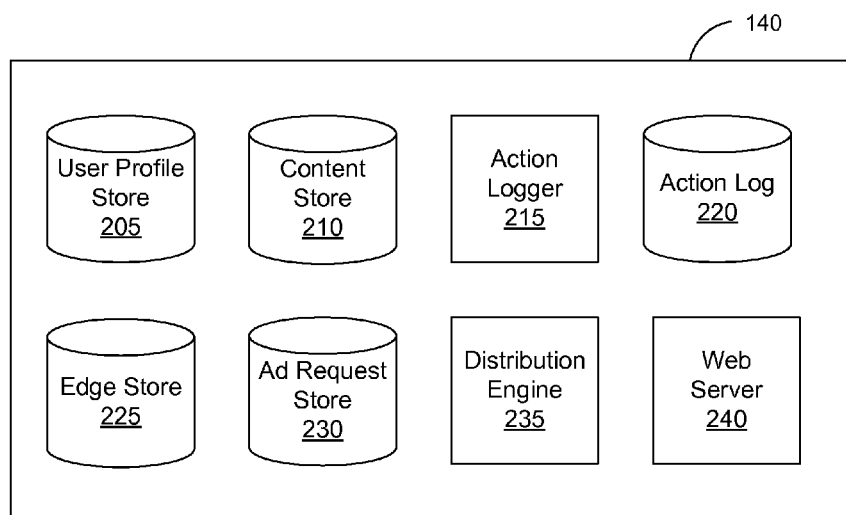 140
User Profile
Store
205
Content
Store
210
Action
Logger
215
Action Log
220
Edge Store
225
Ad Request
Store
230
Distribution
Engine
235
Web
Server
240